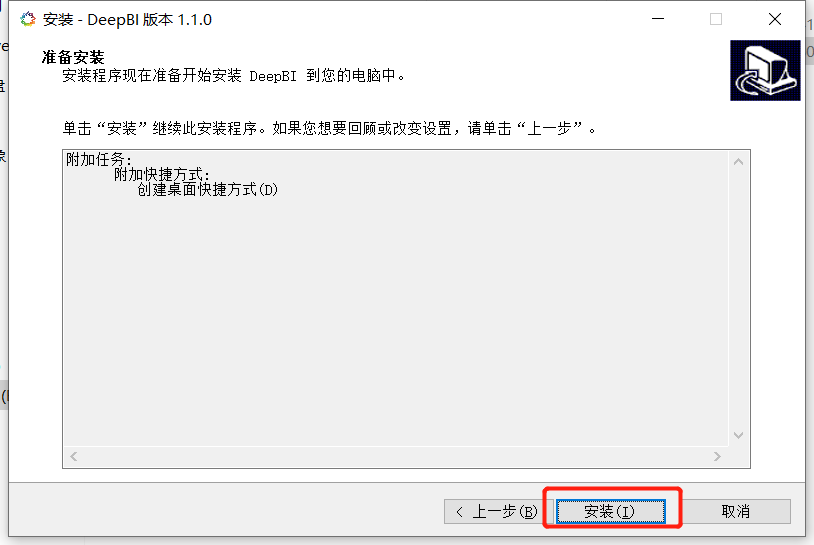 安装 - DeepBI 版本 1.1.0
准备安装
安装程序现在准备开始安装 DeepBI 到您的电脑中。
单击“安装”继续此安装程序。如果您想要回顾或改变设置，请单击“上一步”。
附加任务:
附加快捷方式:
创建桌面快捷方式(D)
< 上一步(B)
安装(I)
取消